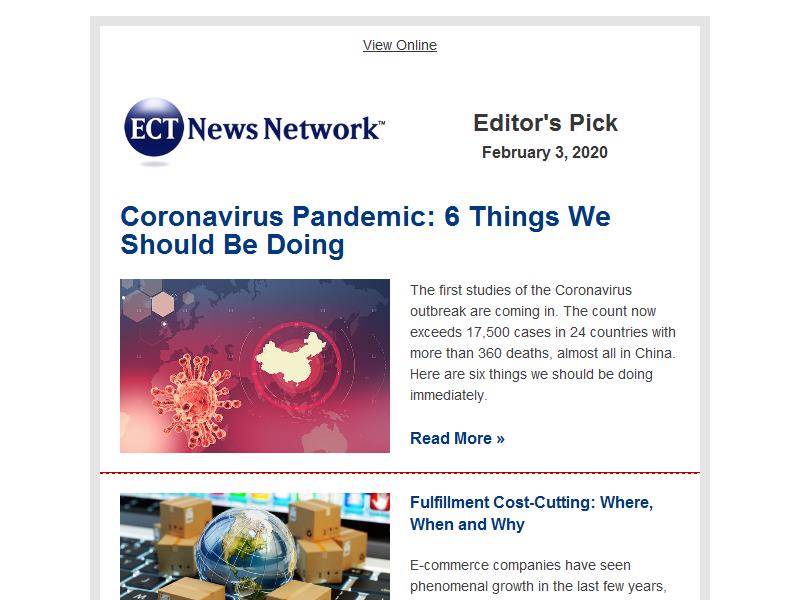 View Online
ECT News Network™
Editor's Pick
February 3, 2020
Coronavirus Pandemic: 6 Things We
Should Be Doing
The first studies of the Coronavirus
outbreak are coming in. The count now
exceeds 17,500 cases in 24 countries with
more than 360 deaths, almost all in China.
Here are six things we should be doing
immediately.
Read More »
Fulfillment Cost-Cutting: Where,
When and Why
E-commerce companies have seen
phenomenal growth in the last few years,